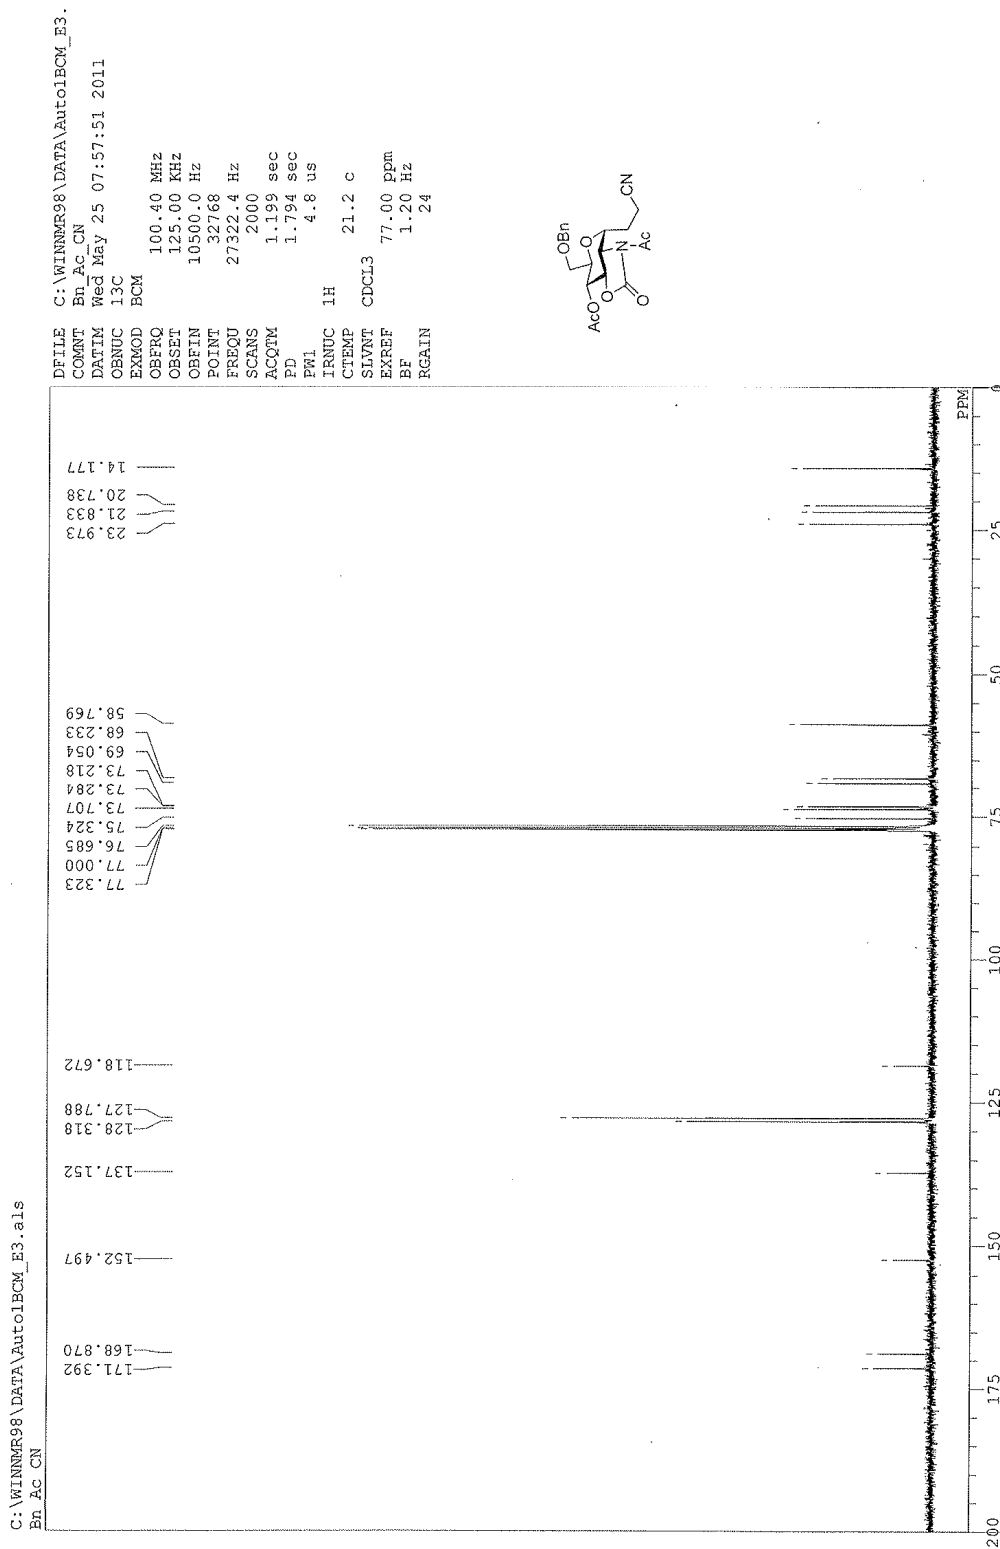 C:\WINNMR98\DATA\Auto1BCM_E3.als
Bn_Ac_CN
DFILE C:\WINNMR98\DATA\Auto1BCM_E3.
COMNT Bn_Ac_CN
DATIM Wed May 25 07:57:51 2011
OBNUC 13C
EXMOD BCM
OBFRQ 100.40 MHz
OBSET 125.00 KHz
OBFIN 10500.0 Hz
POINT 32768
FREQU 27322.4 Hz
SCANS 2000
ACQTM 1.199 sec
PD 1.794 sec
PW1 4.8 us
IRNUC 1H
CTEMP 21.2 c
SLVNT CDCL3
EXREF 77.00 ppm
BF 1.20 Hz
RGAIN 24
171.392
168.870
152.497
137.152
128.318
127.788
118.672
77.323
77.000
76.685
75.324
73.707
73.284
73.218
69.054
68.233
58.769
23.973
21.833
20.738
14.177
OBn
AcO
O
O
N
Ac
O
CN
PPM
200 175 150 125 100 75 50 25 0